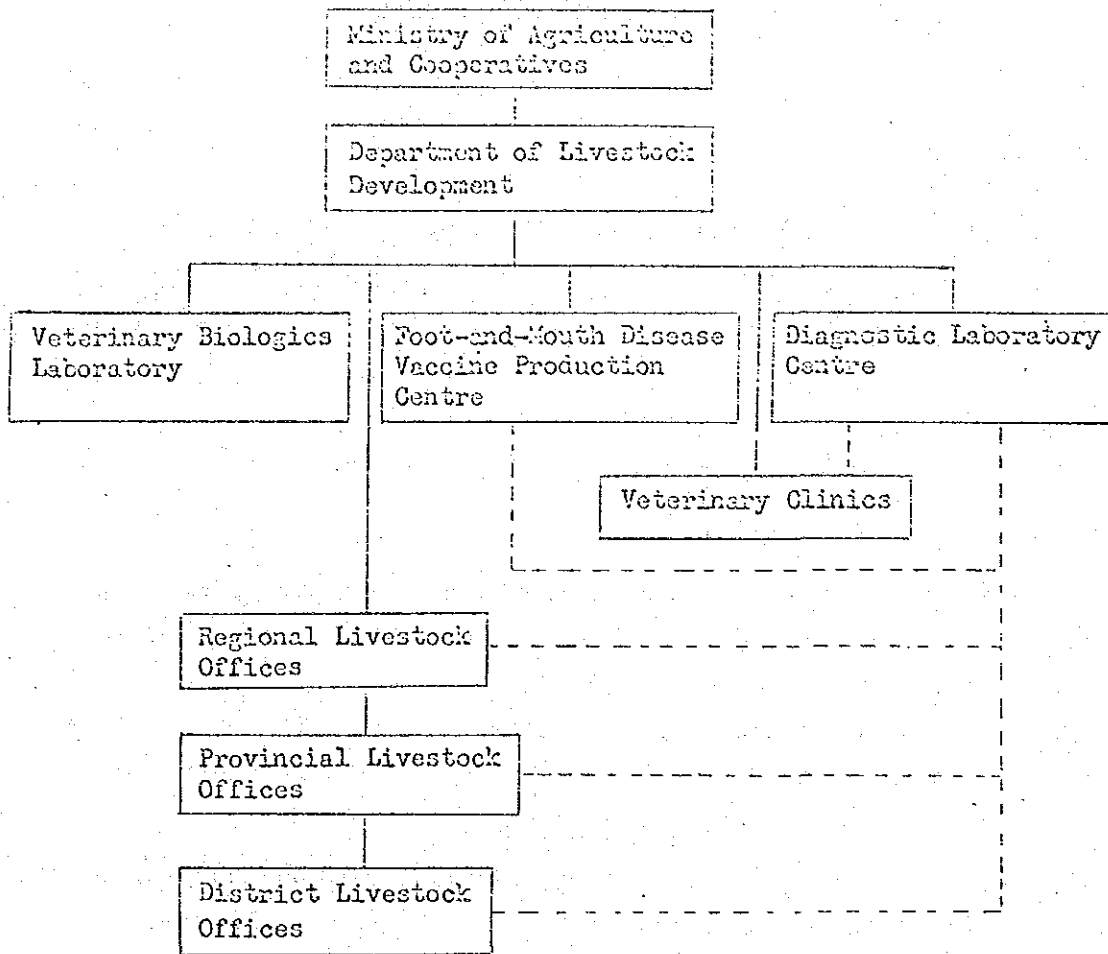 Ministry of Agriculture
and Cooperatives
Department of Livestock
Development
Veterinary Biologics
Laboratory
Foot-and-Mouth Disease
Vaccine Production
Centre
Diagnostic Laboratory
Centre
Veterinary Clinics
Regional Livestock
Offices
Provincial Livestock
Offices
District Livestock
Offices